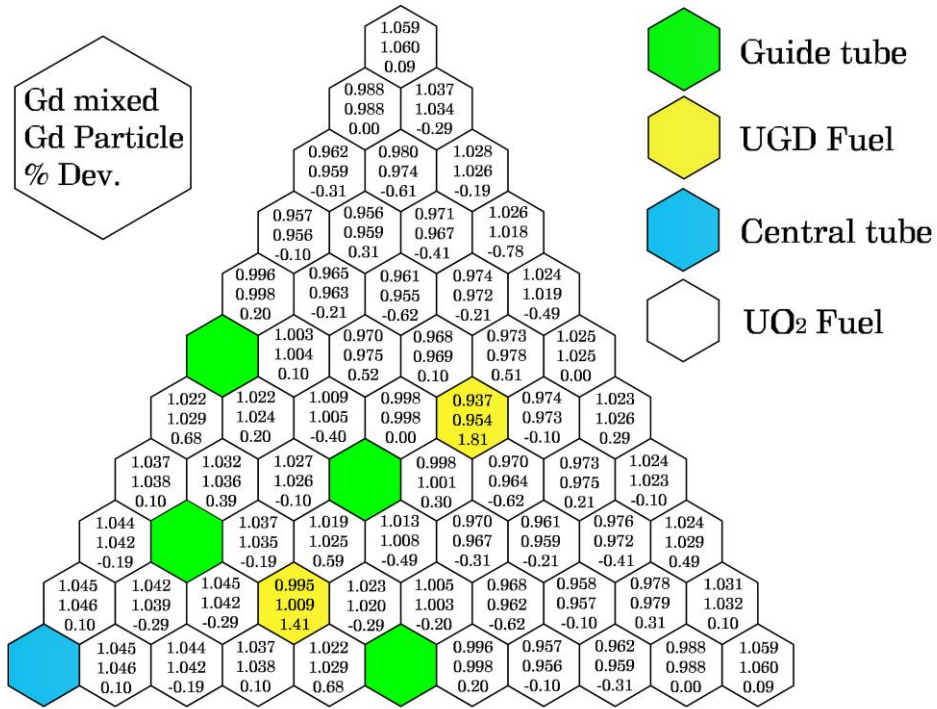 Gd mixed
Gd Particle
% Dev.
Guide tube
UGD Fuel
Central tube
UO₂ Fuel
1.059
1.060
0.09
0.988 1.037
0.988 1.034
0.00 -0.29
0.962 0.980 1.028
0.959 0.974 1.026
-0.31 -0.61 -0.19
0.957 0.956 0.971 1.026
0.956 0.959 0.967 1.018
-0.10 0.31 -0.41 -0.78
0.996 0.965 0.961 0.974 1.024
0.998 0.963 0.955 0.972 1.019
0.20 -0.21 -0.62 -0.21 -0.49
1.003 0.970 0.968 0.973 1.025
1.004 0.975 0.969 0.978 1.025
0.10 0.52 0.10 0.51 0.00
1.022 1.022 1.009 0.998 0.937 0.974 1.023
1.029 1.024 1.005 0.998 0.954 0.973 1.026
0.68 0.20 -0.40 0.00 1.81 -0.10 0.29
1.037 1.032 1.027 0.998 0.970 0.973 1.024
1.038 1.036 1.026 1.001 0.964 0.975 1.023
0.10 0.39 -0.10 0.30 -0.62 0.21 -0.10
1.044 1.037 1.019 1.013 0.970 0.961 0.976 1.024
1.042 1.035 1.025 1.008 0.967 0.959 0.972 1.029
-0.19 -0.19 0.59 -0.49 -0.31 -0.21 -0.41 0.49
1.045 1.042 1.045 0.995 1.023 1.005 0.968 0.958 0.978 1.031
1.046 1.039 1.042 1.009 1.020 1.003 0.962 0.957 0.979 1.032
0.10 -0.29 -0.29 1.41 -0.29 -0.20 -0.62 -0.10 0.31 0.10
1.045 1.044 1.037 1.022 0.996 0.957 0.962 0.988 1.059
1.046 1.042 1.038 1.029 0.998 0.956 0.959 0.988 1.060
0.10 -0.19 0.10 0.68 0.20 -0.10 -0.31 0.00 0.09